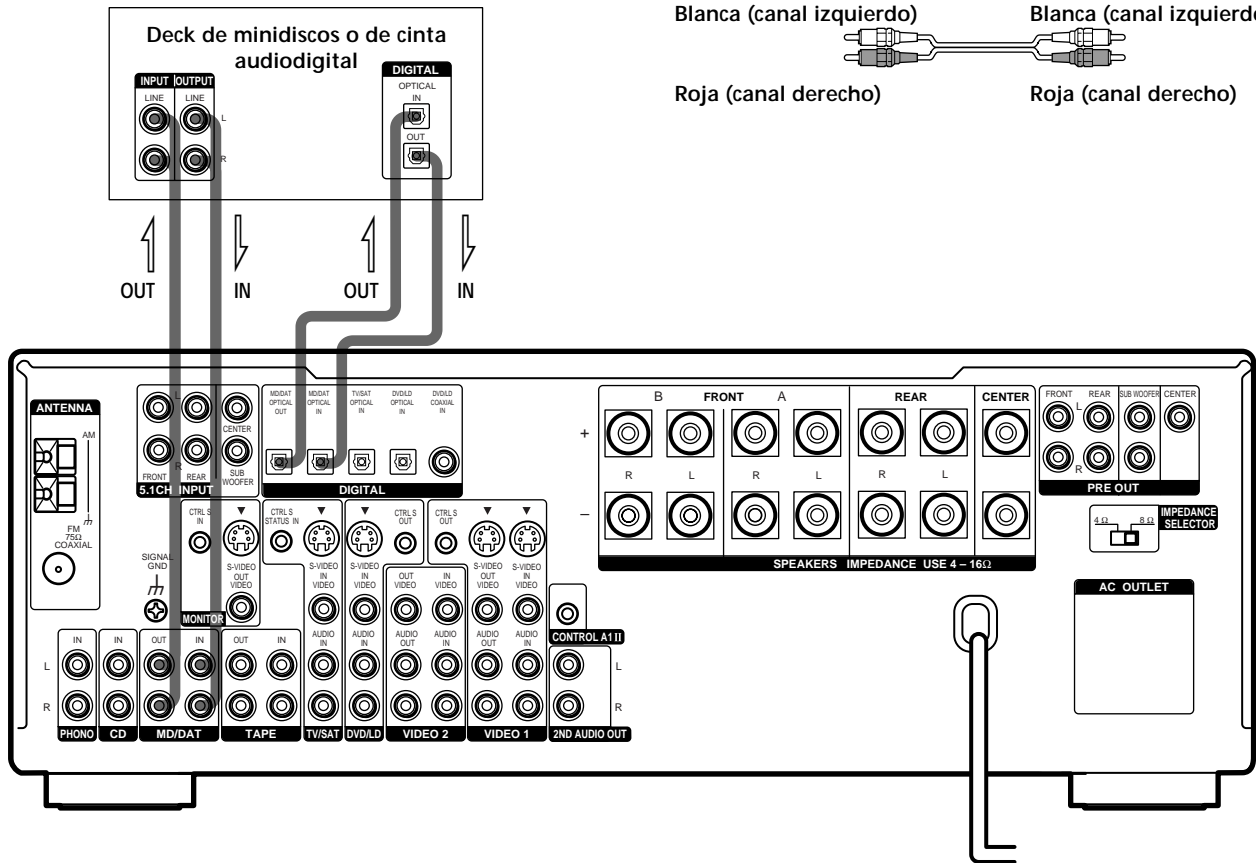 Deck de minidiscos o de cinta
audiodigital
INPUT OUTPUT
LINE LINE
L
R
DIGITAL
OPTICAL
IN
OUT
Blanca (canal izquierdo) Blanca (canal izquierdo
Roja (canal derecho) Roja (canal derecho)
OUT IN OUT IN
ANTENNA
AM
FM
75Ω
COAXIAL
SIGNAL
GND
L
R
CENTER
FRONT REAR SUB
WOOFER
5.1CH INPUT
MD/DAT
OPTICAL
OUT
MD/DAT
OPTICAL
IN
TV/SAT
OPTICAL
IN
DVD/LD
OPTICAL
IN
DVD/LD
COAXIAL
IN
DIGITAL
B FRONT A REAR CENTER
+
R L R L R L
–
SPEAKERS IMPEDANCE USE 4 – 16Ω
FRONT REAR SUB WOOFER CENTER
L
R
PRE OUT
4 Ω 8 Ω
IMPEDANCE
SELECTOR
AC OUTLET
CTRL S
IN
CTRL S
STATUS IN
CTRL S
OUT
CTRL S
OUT
S-VIDEO
OUT
VIDEO
S-VIDEO
IN
VIDEO
S-VIDEO
IN
VIDEO
OUT
VIDEO
IN
VIDEO
S-VIDEO
OUT
VIDEO
S-VIDEO
IN
VIDEO
MONITOR
CONTROL A1 II
IN IN OUT IN OUT IN
AUDIO
IN
AUDIO
IN
AUDIO
OUT
AUDIO
IN
AUDIO
OUT
AUDIO
IN
L L
R R
PHONO CD MD/DAT TAPE TV/SAT DVD/LD VIDEO 2 VIDEO 1 2ND AUDIO OUT